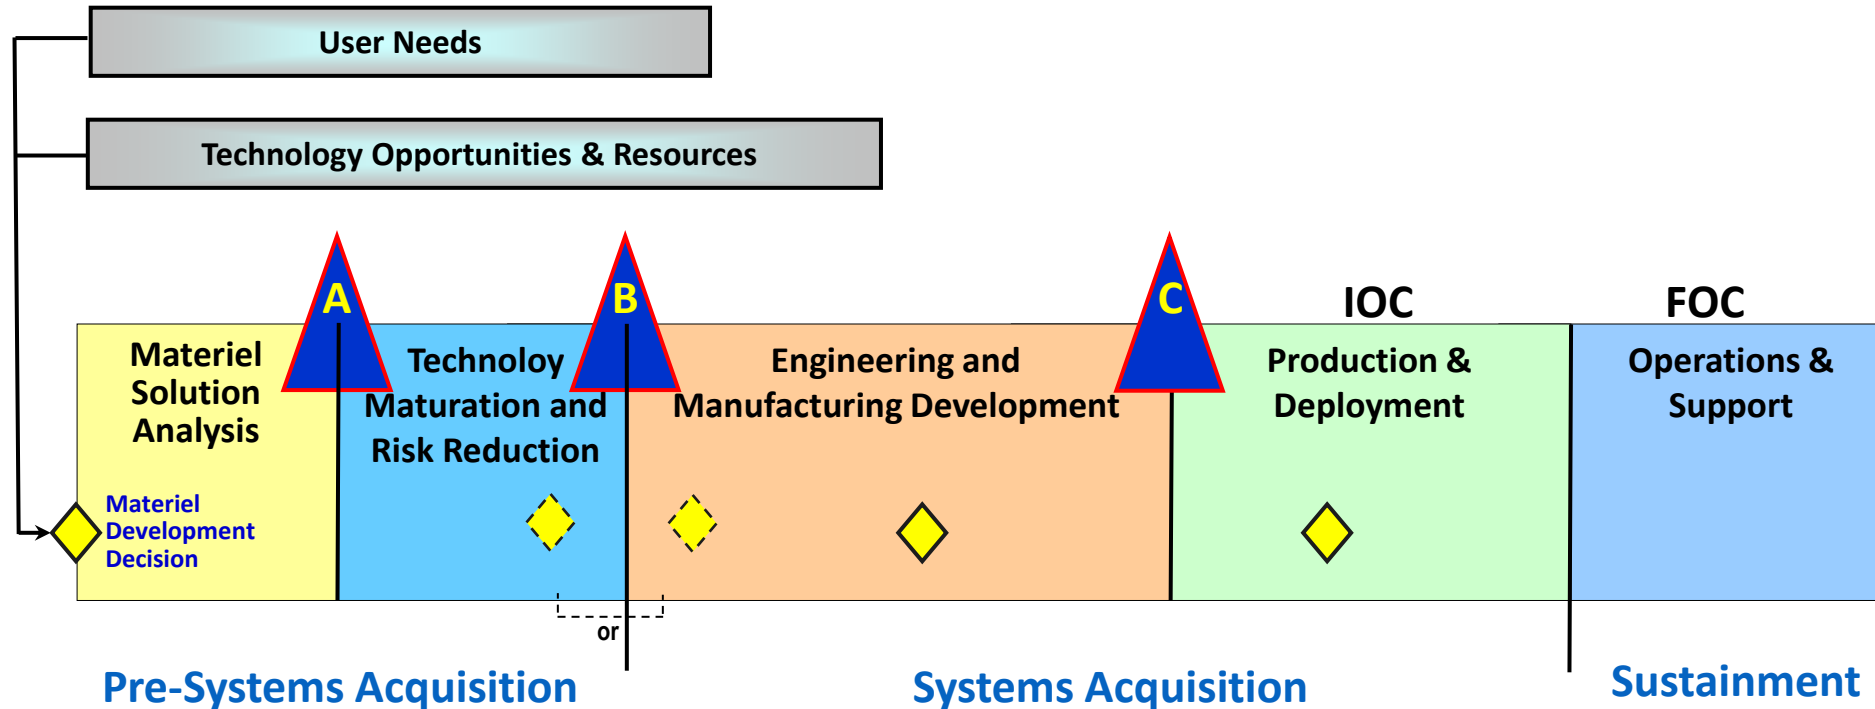 User Needs
Technology Opportunities & Resources
A
B
C
IOC
FOC
Materiel
Solution
Analysis
Technoloy
Maturation and
Risk Reduction
Engineering and
Manufacturing Development
Production &
Deployment
Operations &
Support
Materiel
Development
Decision
or
Pre-Systems Acquisition
Systems Acquisition
Sustainment